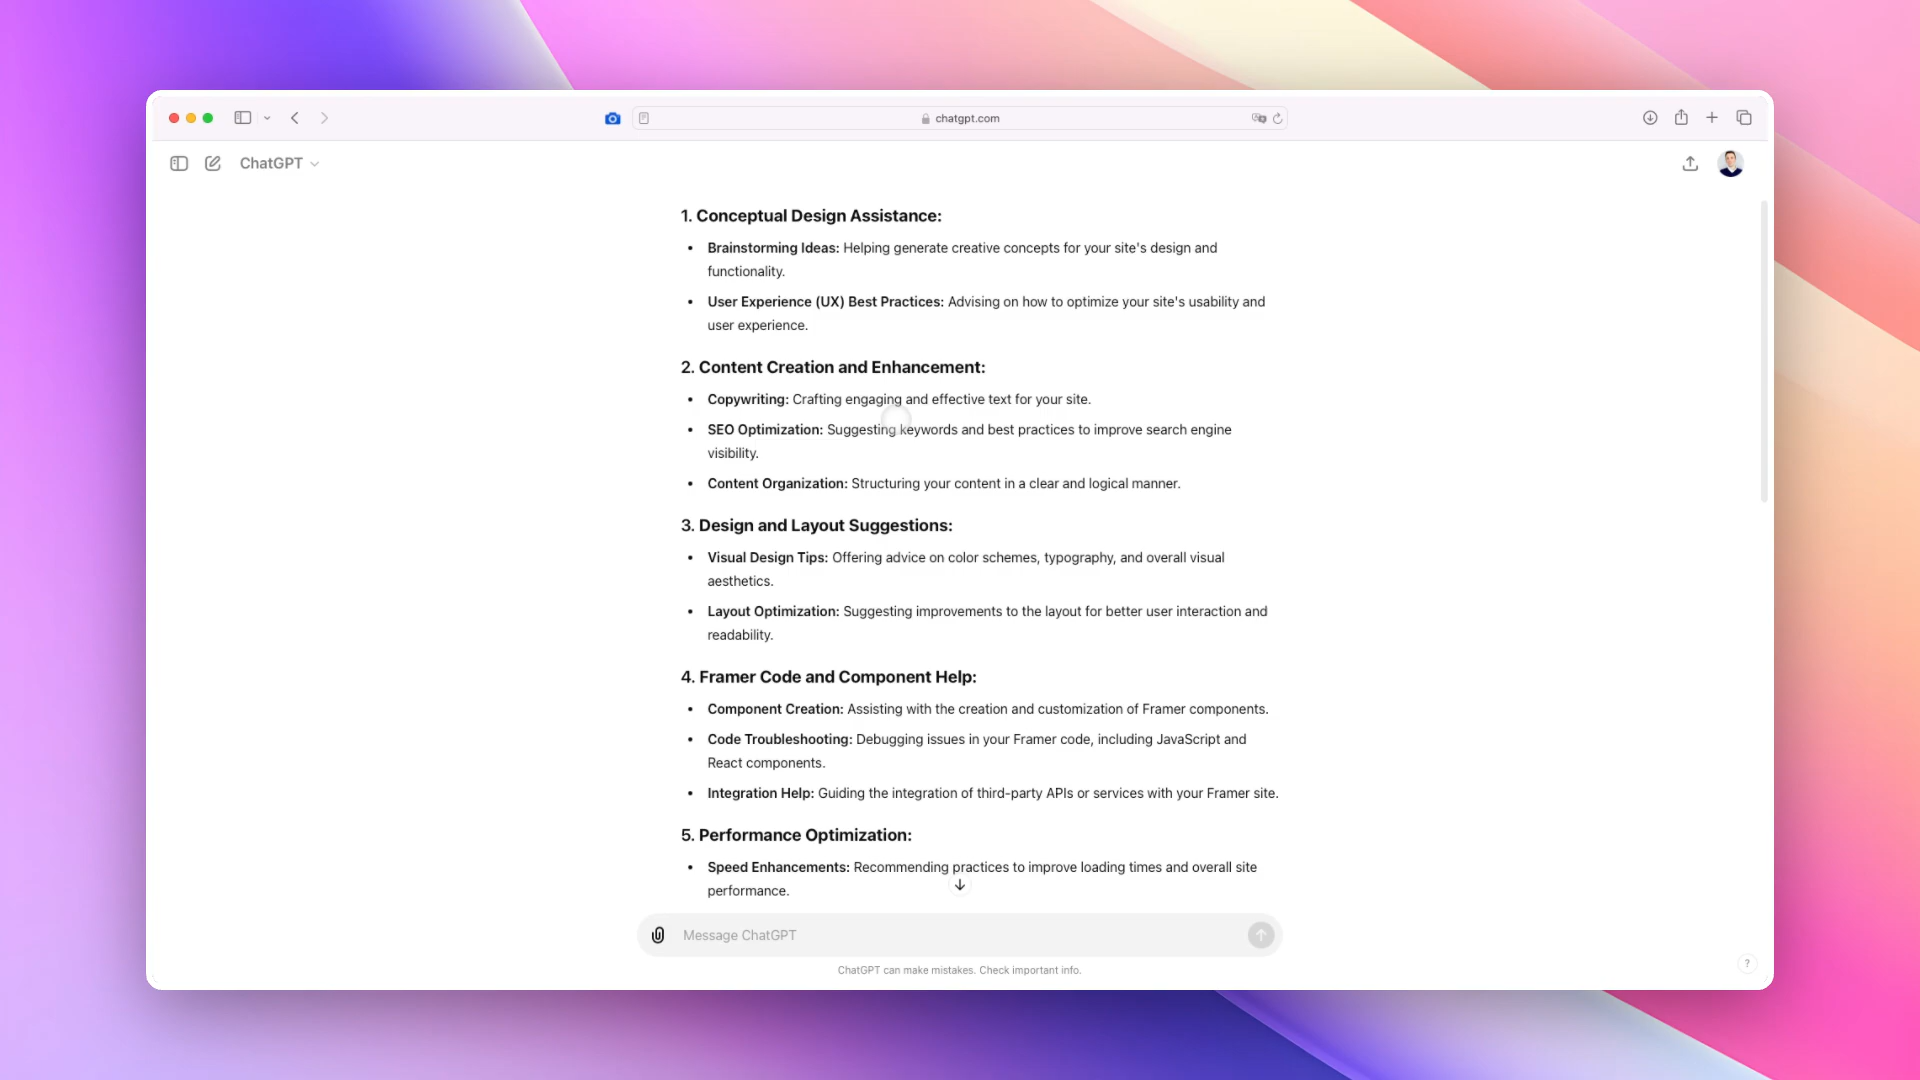 chatgpt.com
ChatGPT
1. Conceptual Design Assistance:
• Brainstorming Ideas: Helping generate creative concepts for your site's design and
functionality.
• User Experience (UX) Best Practices: Advising on how to optimize your site's usability and
user experience.
2. Content Creation and Enhancement:
• Copywriting: Crafting engaging and effective text for your site.
• SEO Optimization: Suggesting keywords and best practices to improve search engine
visibility.
• Content Organization: Structuring your content in a clear and logical manner.
3. Design and Layout Suggestions:
• Visual Design Tips: Offering advice on color schemes, typography, and overall visual
aesthetics.
• Layout Optimization: Suggesting improvements to the layout for better user interaction and
readability.
4. Framer Code and Component Help:
• Component Creation: Assisting with the creation and customization of Framer components.
• Code Troubleshooting: Debugging issues in your Framer code, including JavaScript and
React components.
• Integration Help: Guiding the integration of third-party APIs or services with your Framer site.
5. Performance Optimization:
• Speed Enhancements: Recommending practices to improve loading times and overall site
performance.
Message ChatGPT
ChatGPT can make mistakes. Check important info.
?